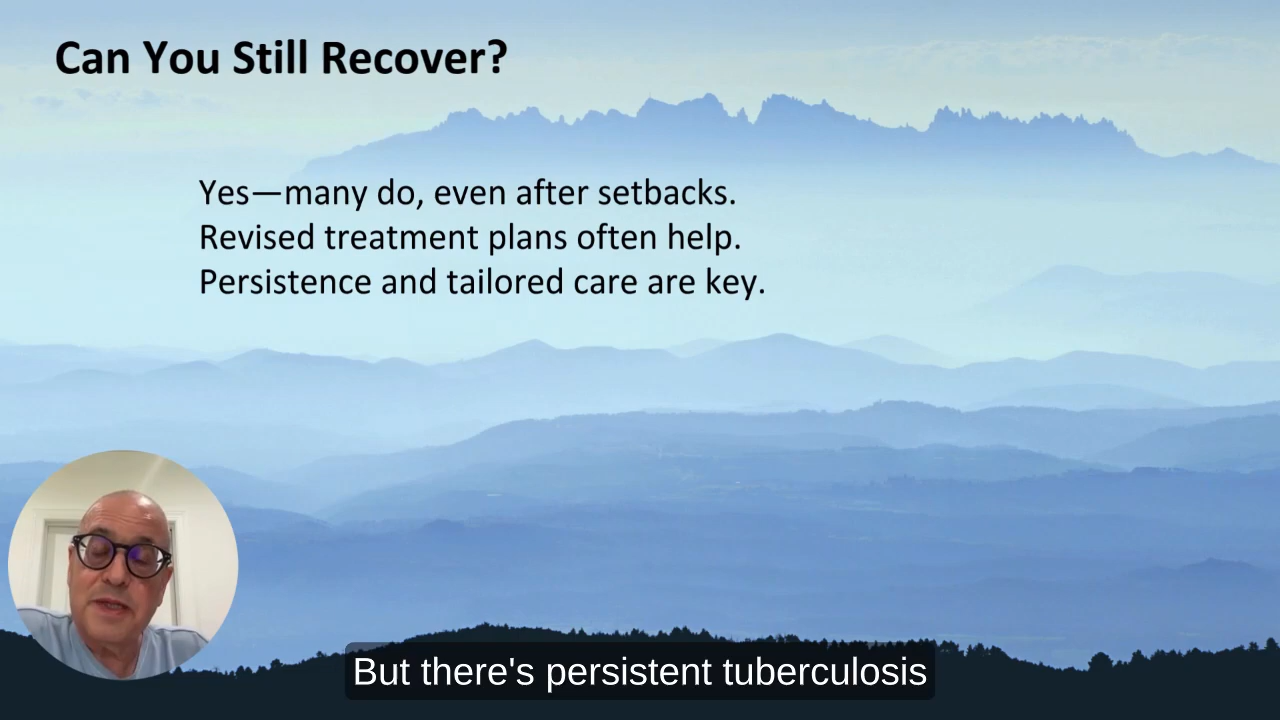 Can You Still Recover?
Yes—many do, even after setbacks.
Revised treatment plans often help.
Persistence and tailored care are key.
But there's persistent tuberculosis